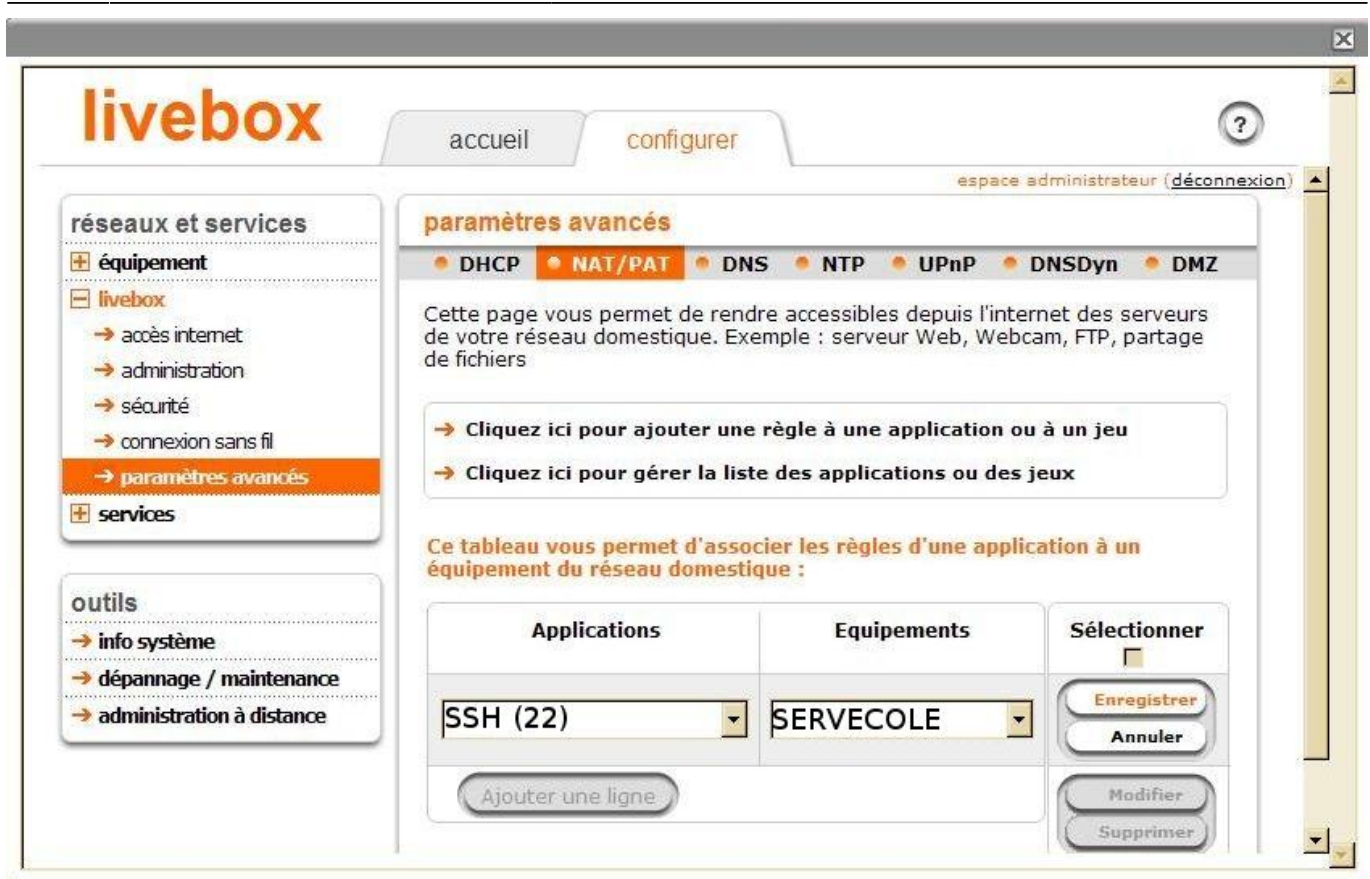 livebox
accueil
configurer
?
espace administrateur (déconnexion)
réseaux et services
équipement
livebox
accès internet
administration
sécurité
connexion sans fil
paramètres avancés
services
outils
info système
dépannage / maintenance
administration à distance
paramètres avancés
DHCP NAT/PAT DNS NTP UPnP DNSDyn DMZ
Cette page vous permet de rendre accessibles depuis l'internet des serveurs
de votre réseau domestique. Exemple : serveur Web, Webcam, FTP, partage
de fichiers
Cliquez ici pour ajouter une règle à une application ou à un jeu
Cliquez ici pour gérer la liste des applications ou des jeux
Ce tableau vous permet d'associer les règles d'une application à un
équipement du réseau domestique :
Applications Equipements Sélectionner
SSH (22) SERVECOLE
Enregistrer
Annuler
Ajouter une ligne
Modifier
Supprimer